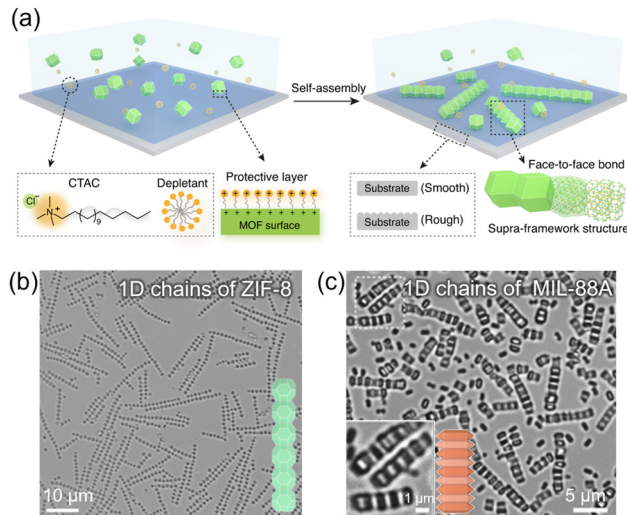 (a)
Self-assembly
CTAC
Cl⁻
N⁺
9
Depletant
Protective layer
MOF surface
Substrate (Smooth)
Substrate (Rough)
Face-to-face bond
Supra-framework structure
(b)
1D chains of ZIF-8
10 μm
(c)
1D chains of MIL-88A
1 μm
5 μm